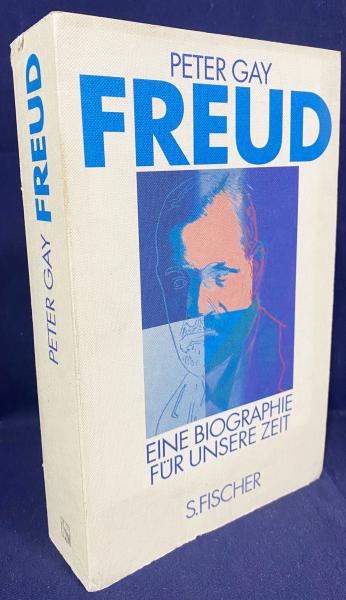 PETER GAY
FREUD
EINE BIOGRAPHIE
FÜR UNSERE ZEIT
S.FISCHER
PETER GAY FREUD